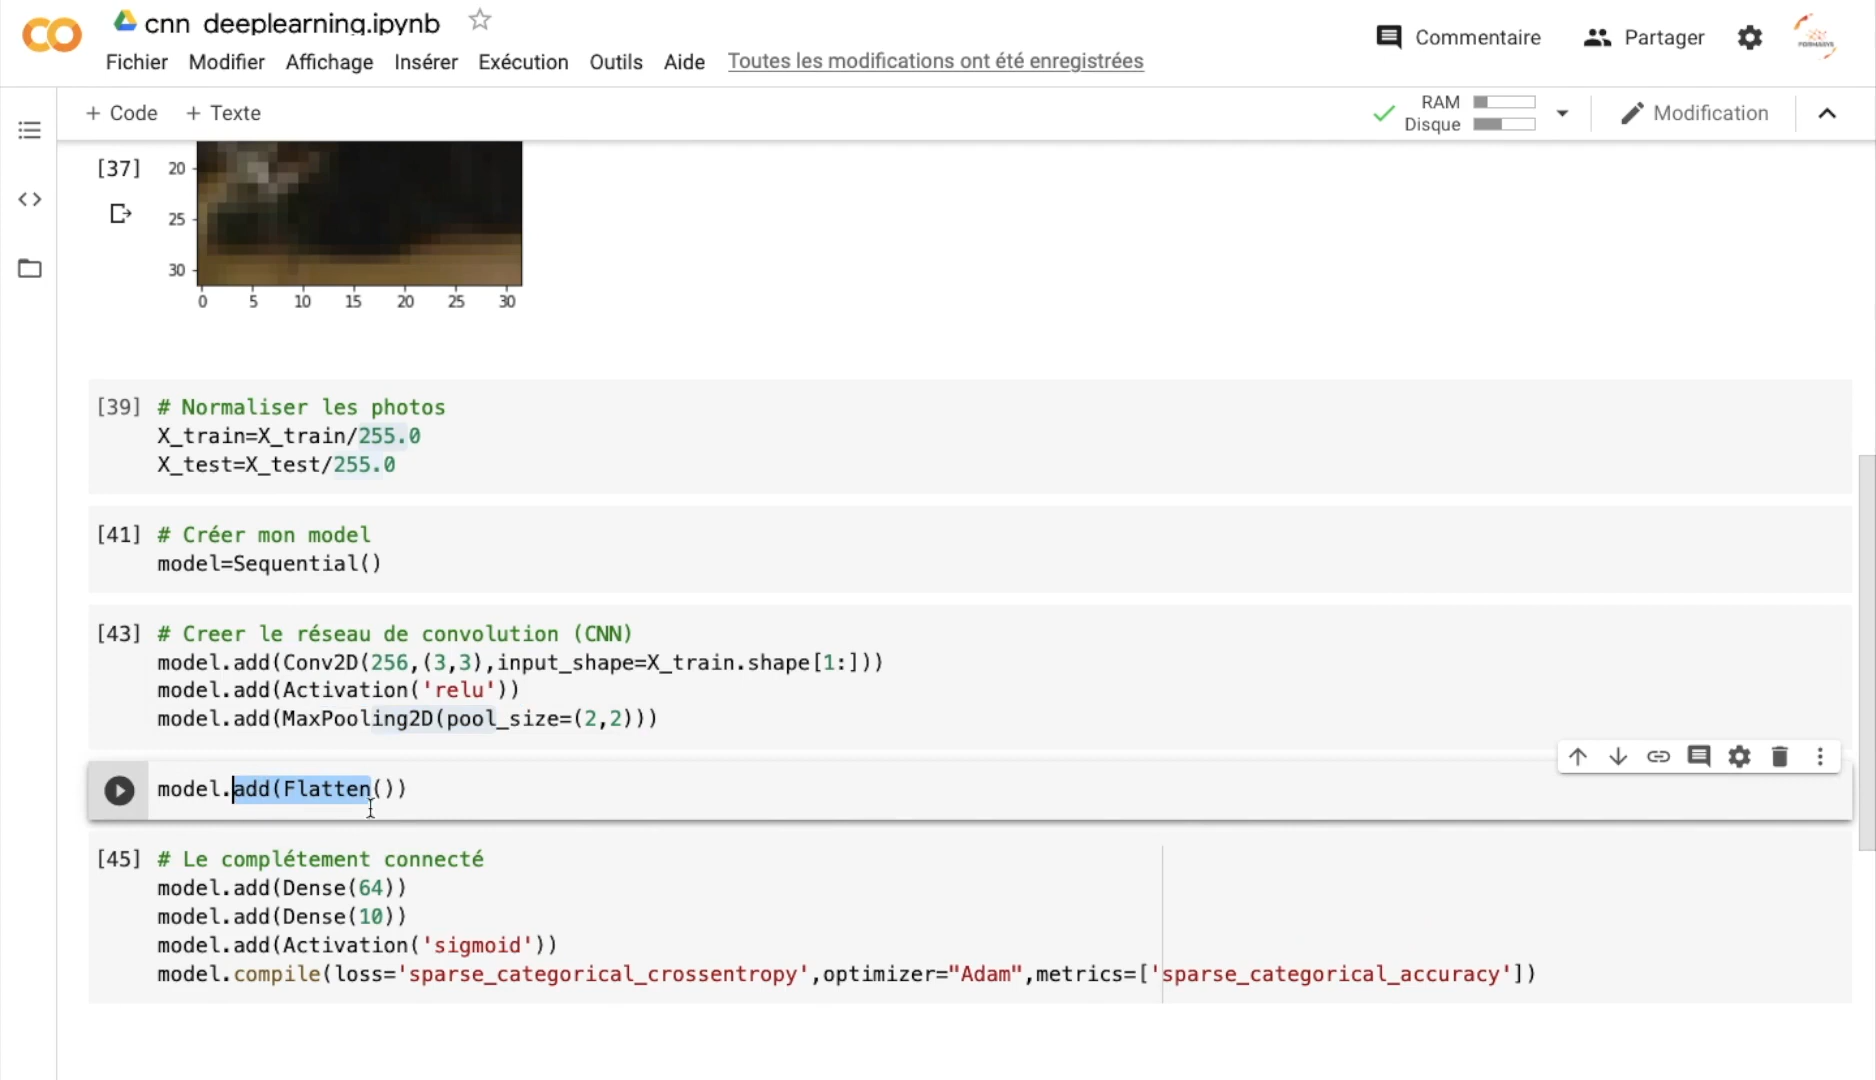 cnn_deeplearning.ipynb
Commentaire
Partager
Fichier Modifier Affichage Insérer Exécution Outils Aide Toutes les modifications ont été enregistrées
+ Code + Texte
RAM
Disque
Modification
[37]
20
25
30
0 5 10 15 20 25 30
[39] # Normaliser les photos
X_train=X_train/255.0
X_test=X_test/255.0
[41] # Créer mon model
model=Sequential()
[43] # Creer le réseau de convolution (CNN)
model.add(Conv2D(256,(3,3),input_shape=X_train.shape[1:]))
model.add(Activation('relu'))
model.add(MaxPooling2D(pool_size=(2,2)))
model.add(Flatten())
[45] # Le complétement connecté
model.add(Dense(64))
model.add(Dense(10))
model.add(Activation('sigmoid'))
model.compile(loss='sparse_categorical_crossentropy',optimizer="Adam",metrics=['sparse_categorical_accuracy'])